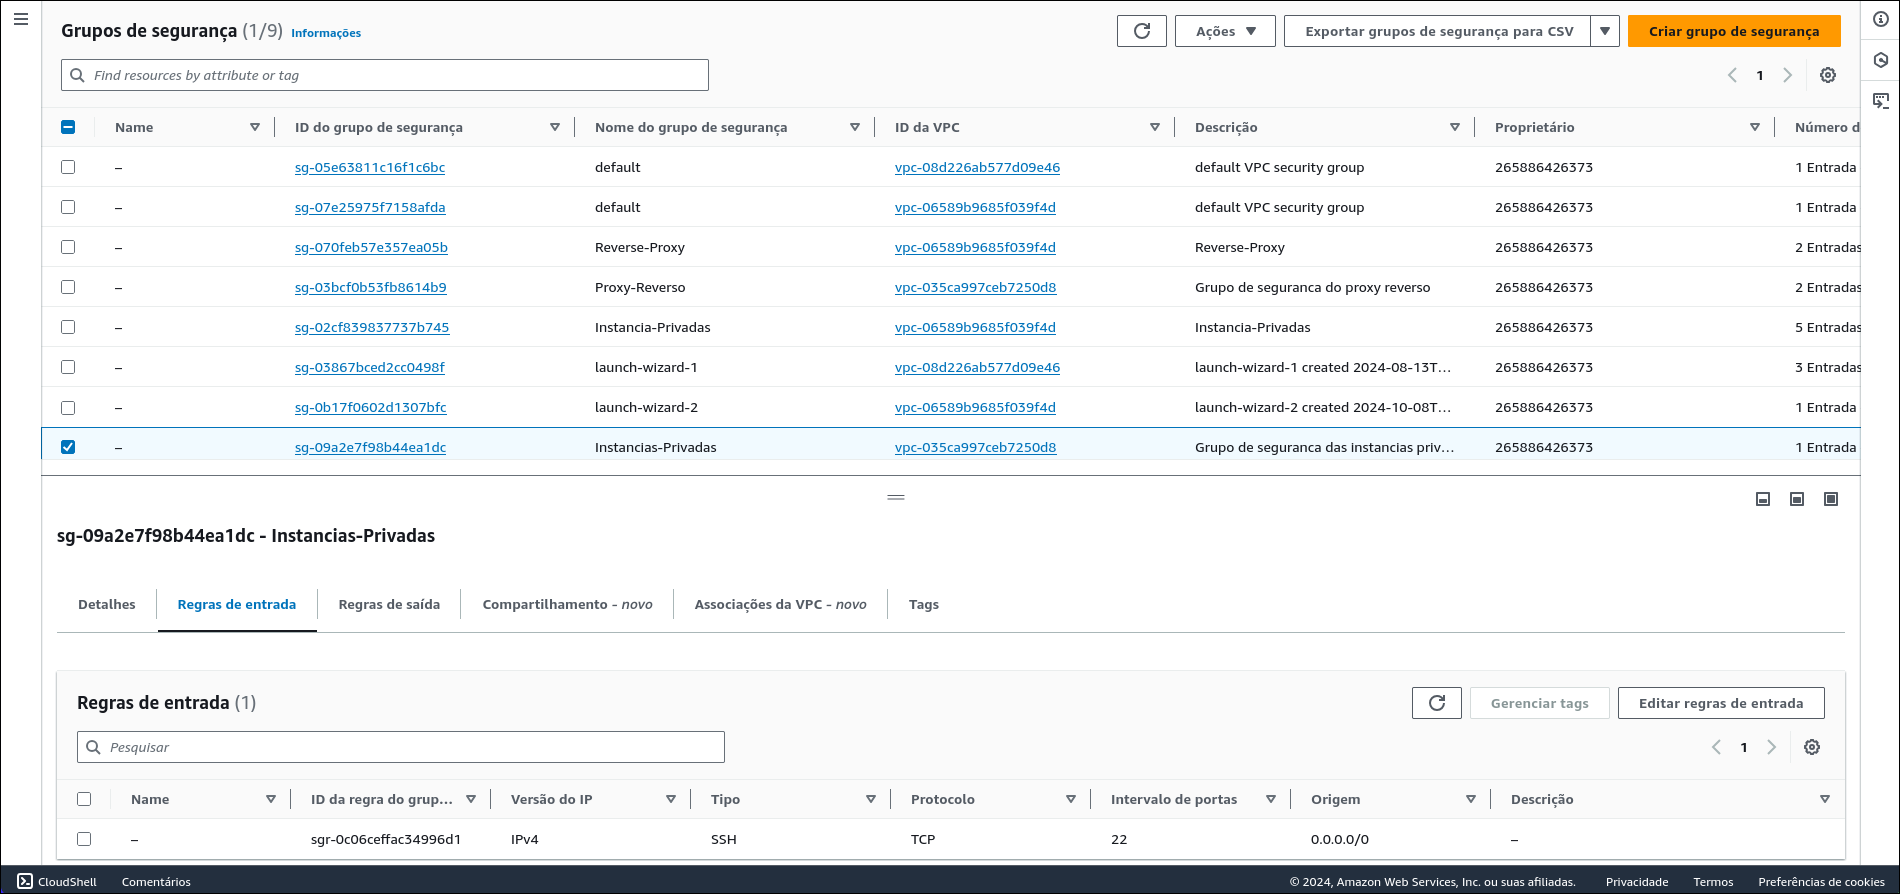 Grupos de segurança (1/9) Informações
Ações
Exportar grupos de segurança para CSV
Criar grupo de segurança
Find resources by attribute or tag
1
Name ID do grupo de segurança Nome do grupo de segurança ID da VPC Descrição Proprietário Número d
– sg-05e63811c16f1c6bc default vpc-08d226ab577d09e46 default VPC security group 265886426373 1 Entrada
– sg-07e25975f7158afda default vpc-06589b9685f039f4d default VPC security group 265886426373 1 Entrada
– sg-070feb57e357ea05b Reverse-Proxy vpc-06589b9685f039f4d Reverse-Proxy 265886426373 2 Entradas
– sg-03bcf0b53fb8614b9 Proxy-Reverso vpc-035ca997ceb7250d8 Grupo de seguranca do proxy reverso 265886426373 2 Entradas
– sg-02cf839837737b745 Instancia-Privadas vpc-06589b9685f039f4d Instancia-Privadas 265886426373 5 Entradas
– sg-03867bced2cc0498f launch-wizard-1 vpc-08d226ab577d09e46 launch-wizard-1 created 2024-08-13T… 265886426373 3 Entradas
– sg-0b17f0602d1307bfc launch-wizard-2 vpc-06589b9685f039f4d launch-wizard-2 created 2024-10-08T… 265886426373 1 Entrada
– sg-09a2e7f98b44ea1dc Instancias-Privadas vpc-035ca997ceb7250d8 Grupo de seguranca das instancias priv… 265886426373 1 Entrada
sg-09a2e7f98b44ea1dc - Instancias-Privadas
Detalhes Regras de entrada Regras de saída Compartilhamento - novo Associações da VPC - novo Tags
Regras de entrada (1)
Gerenciar tags
Editar regras de entrada
Pesquisar
1
Name ID da regra do grup… Versão do IP Tipo Protocolo Intervalo de portas Origem Descrição
– sgr-0c06ceffac34996d1 IPv4 SSH TCP 22 0.0.0.0/0 –
CloudShell Comentários © 2024, Amazon Web Services, Inc. ou suas afiliadas. Privacidade Termos Preferências de cookies